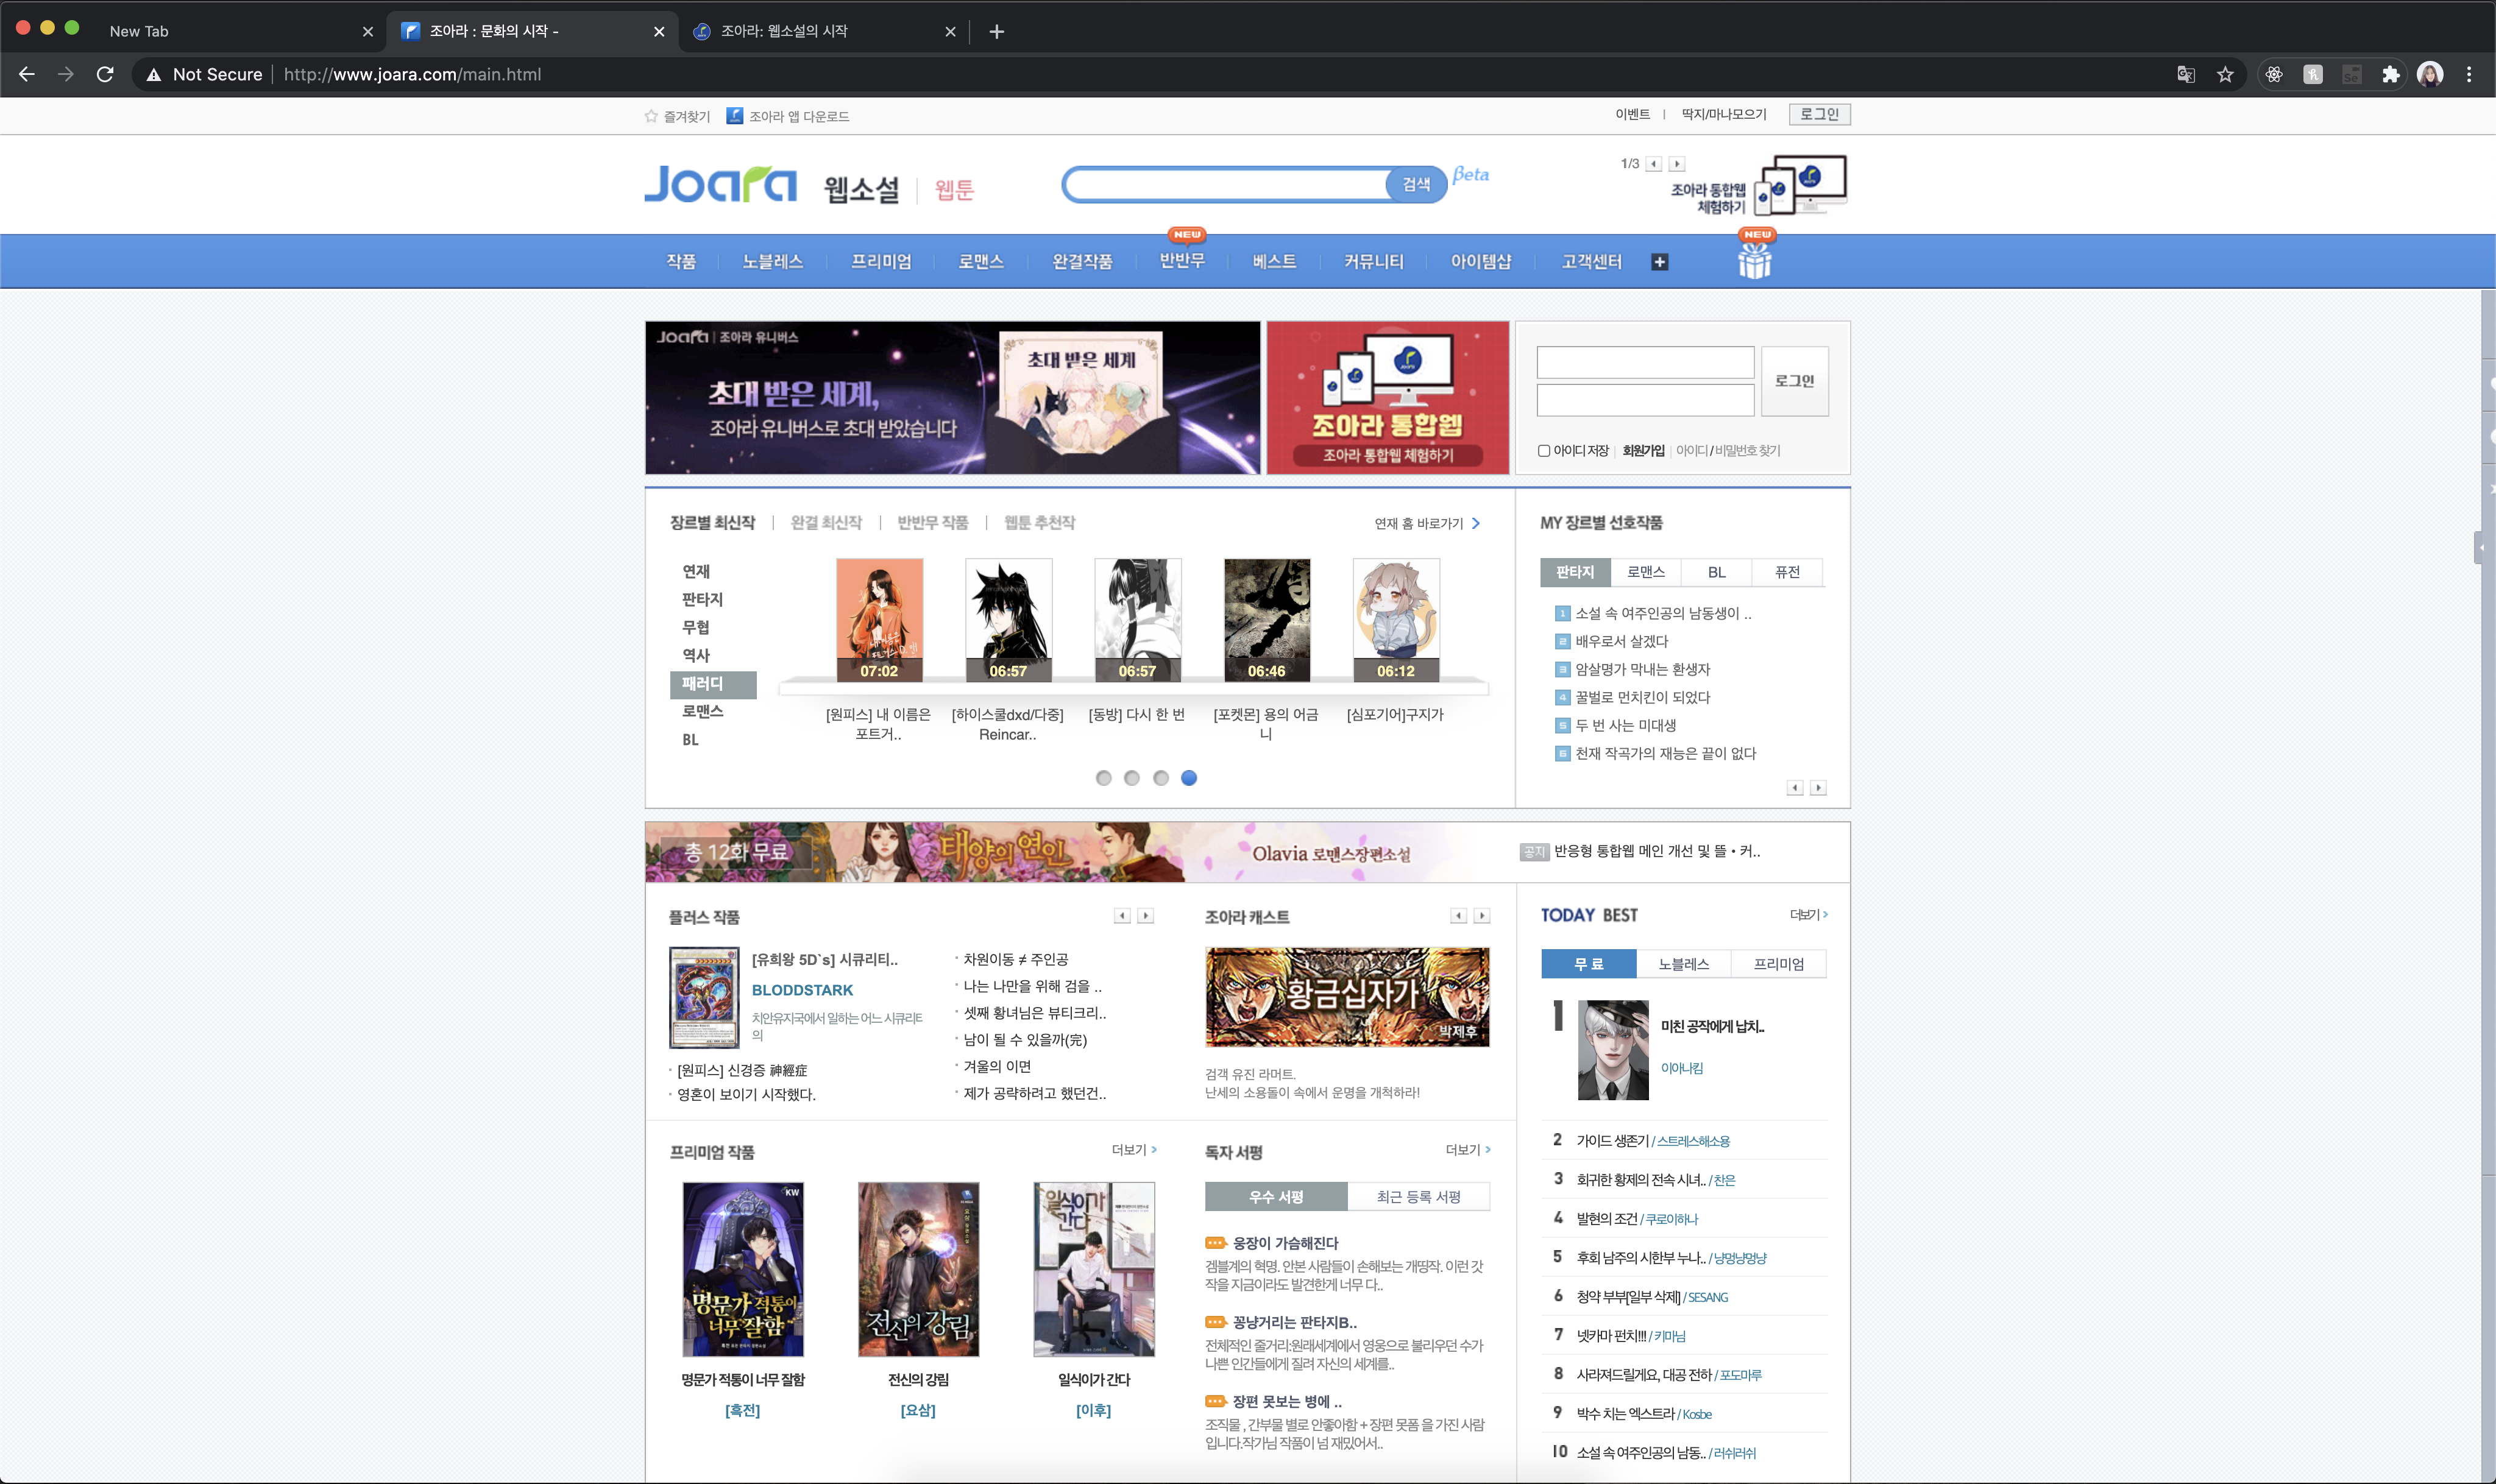 New Tab
조아라 : 문화의 시작 -
조아라: 웹소설의 시작
Not Secure
http://www.joara.com/main.html
즐겨찾기
조아라 앱 다운로드
이벤트
딱지/마나모으기
로그인
Joara
웹소설
웹툰
검색
Beta
1/3
조아라 통합웹
체험하기
작품
노블레스
프리미엄
로맨스
완결작품
NEW
반반무
베스트
커뮤니티
아이템샵
고객센터
NEW
Joara 조아라 유니버스
초대 받은 세계,
조아라 유니버스로 초대 받았습니다
초대 받은 세계
조아라 통합웹
조아라 통합웹 체험하기
로그인
아이디 저장
회원가입
아이디 / 비밀번호 찾기
장르별 최신작
완결 최신작
반반무 작품
웹툰 추천작
연재 홈 바로가기
연재
판타지
무협
역사
패러디
로맨스
BL
07:02
06:57
06:57
06:46
06:12
[원피스] 내 이름은
포트거..
[하이스쿨dxd/다중]
Reincar..
[동방] 다시 한 번
[포켓몬] 용의 어금
니
[심포기어]구지가
MY 장르별 선호작품
판타지
로맨스
BL
퓨전
1 소설 속 여주인공의 남동생이 ..
2 배우로서 살겠다
3 암살명가 막내는 환생자
4 꿀벌로 먼치킨이 되었다
5 두 번 사는 미대생
6 천재 작곡가의 재능은 끝이 없다
총 12화 무료
태양의 연인
Olavia 로맨스장편소설
공지 반응형 통합웹 메인 개선 및 뜰 • 커..
플러스 작품
[유희왕 5D`s] 시큐리티..
BLODDSTARK
치안유지국에서 일하는 어느 시큐리티
의
· [원피스] 신경증 神經症
· 영혼이 보이기 시작했다.
· 차원이동 ≠ 주인공
· 나는 나만을 위해 검을 ..
· 셋째 황녀님은 뷰티크리..
· 남이 될 수 있을까(完)
· 겨울의 이면
· 제가 공략하려고 했던건..
조아라 캐스트
황금십자가
박제후
검객 유진 라머트.
난세의 소용돌이 속에서 운명을 개척하라!
TODAY BEST
더보기
무료
노블레스
프리미엄
1
미친 공작에게 납치..
이아나킴
2 가이드 생존기 / 스트레스해소용
3 회귀한 황제의 전속 시녀.. / 찬은
4 발현의 조건 / 쿠로이하나
5 후회 남주의 시한부 누나.. / 냥멍냥멍냥
6 청약 부부[일부 삭제] / SESANG
7 넷카마 펀치!!! / 키마님
8 사라져드릴게요, 대공 전하 / 포도마루
9 박수 치는 엑스트라 / Kosbe
10 소설 속 여주인공의 남동.. / 러쉬러쉬
프리미엄 작품
더보기
KW
명문가 적통이
너무 잘함
전신의 강림
일식이가
간다
명문가 적통이 너무 잘함
[흑전]
전신의 강림
[요삼]
일식이가 간다
[이후]
독자 서평
더보기
우수 서평
최근 등록 서평
웅장이 가슴해진다
겜블계의 혁명. 안본 사람들이 손해보는 개띵작. 이런 갓
작을 지금이라도 발견한게 너무 다..
꽁냥거리는 판타지B..
전체적인 줄거리:원래세계에서 영웅으로 불리우던 수가
나쁜 인간들에게 질려 자신의 세계를..
장편 못보는 병에 ..
조직물 , 간부물 별로 안좋아함 + 장편 못폼 을 가진 사람
입니다.작가님 작품이 넘 재밌어서..